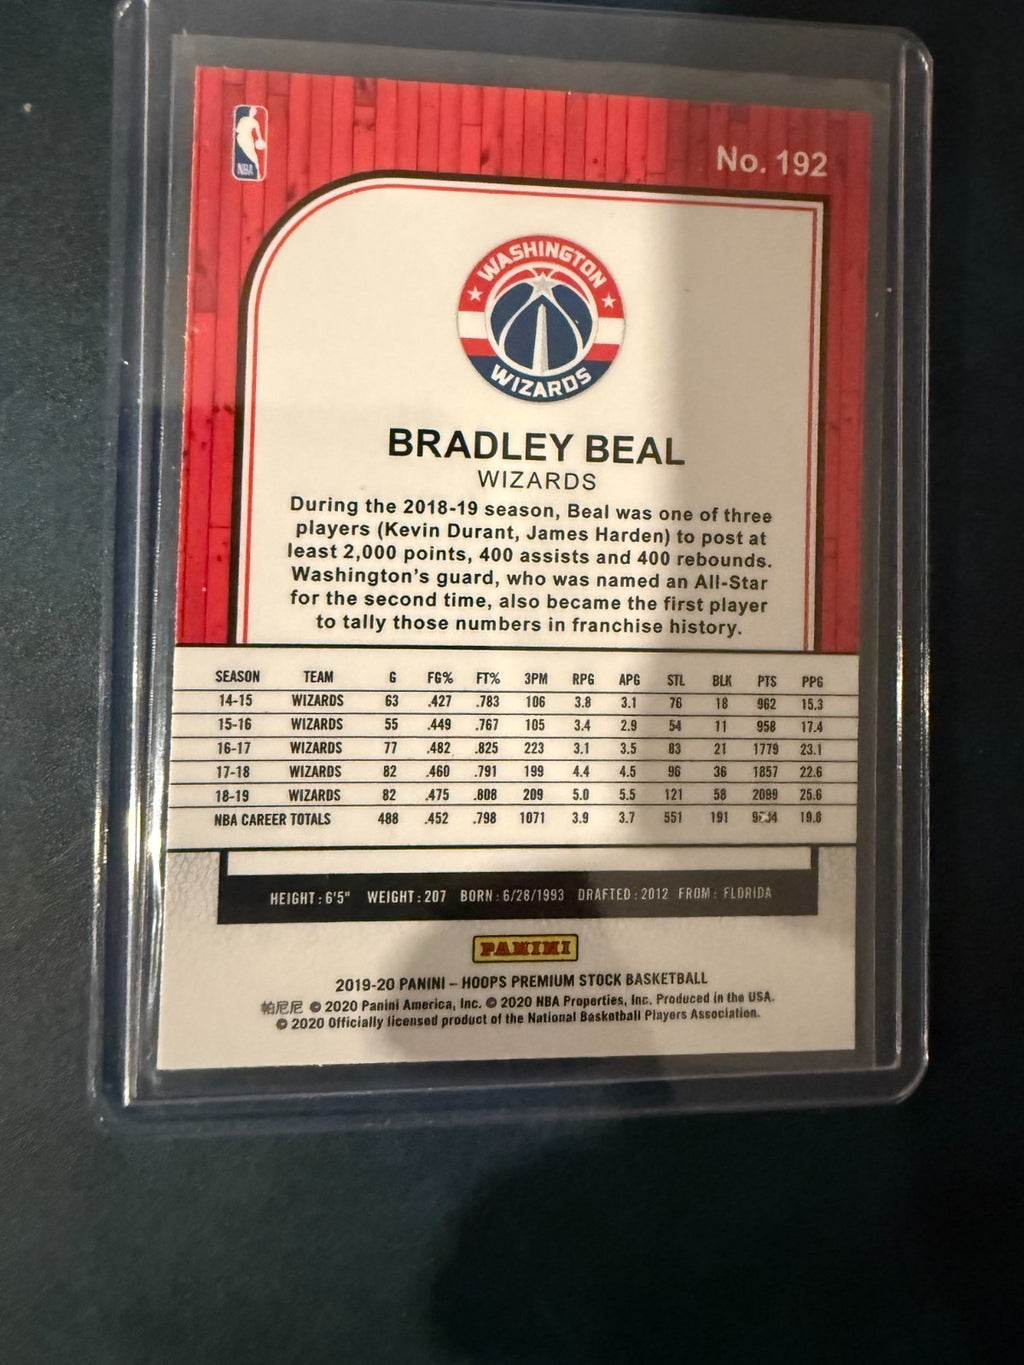 NBA
No. 192
WASHINGTON
WIZARDS
BRADLEY BEAL
WIZARDS
During the 2018-19 season, Beal was one of three
players (Kevin Durant, James Harden) to post at
least 2,000 points, 400 assists and 400 rebounds.
Washington's guard, who was named an All-Star
for the second time, also became the first player
to tally those numbers in franchise history.
SEASON TEAM G FG% FT% 3PM RPG APG STL BLK PTS PPG
14-15 WIZARDS 63 .427 .783 106 3.8 3.1 76 18 962 15.3
15-16 WIZARDS 55 .449 .767 105 3.4 2.9 54 11 958 17.4
16-17 WIZARDS 77 .482 .825 223 3.1 3.5 83 21 1779 23.1
17-18 WIZARDS 82 .460 .791 199 4.4 4.5 96 36 1857 22.6
18-19 WIZARDS 82 .475 .808 209 5.0 5.5 121 58 2099 25.6
NBA CAREER TOTALS 488 .452 .798 1071 3.9 3.7 551 191 19.8
HEIGHT : 6'5" WEIGHT : 207 BORN : 6/28/1993 DRAFTED : 2012 FROM : FLORIDA
PANINI
2019-20 PANINI – HOOPS PREMIUM STOCK BASKETBALL
帕尼尼 © 2020 Panini America, Inc. © 2020 NBA Properties, Inc. Produced in the USA.
© 2020 Officially licensed product of the National Basketball Players Association.